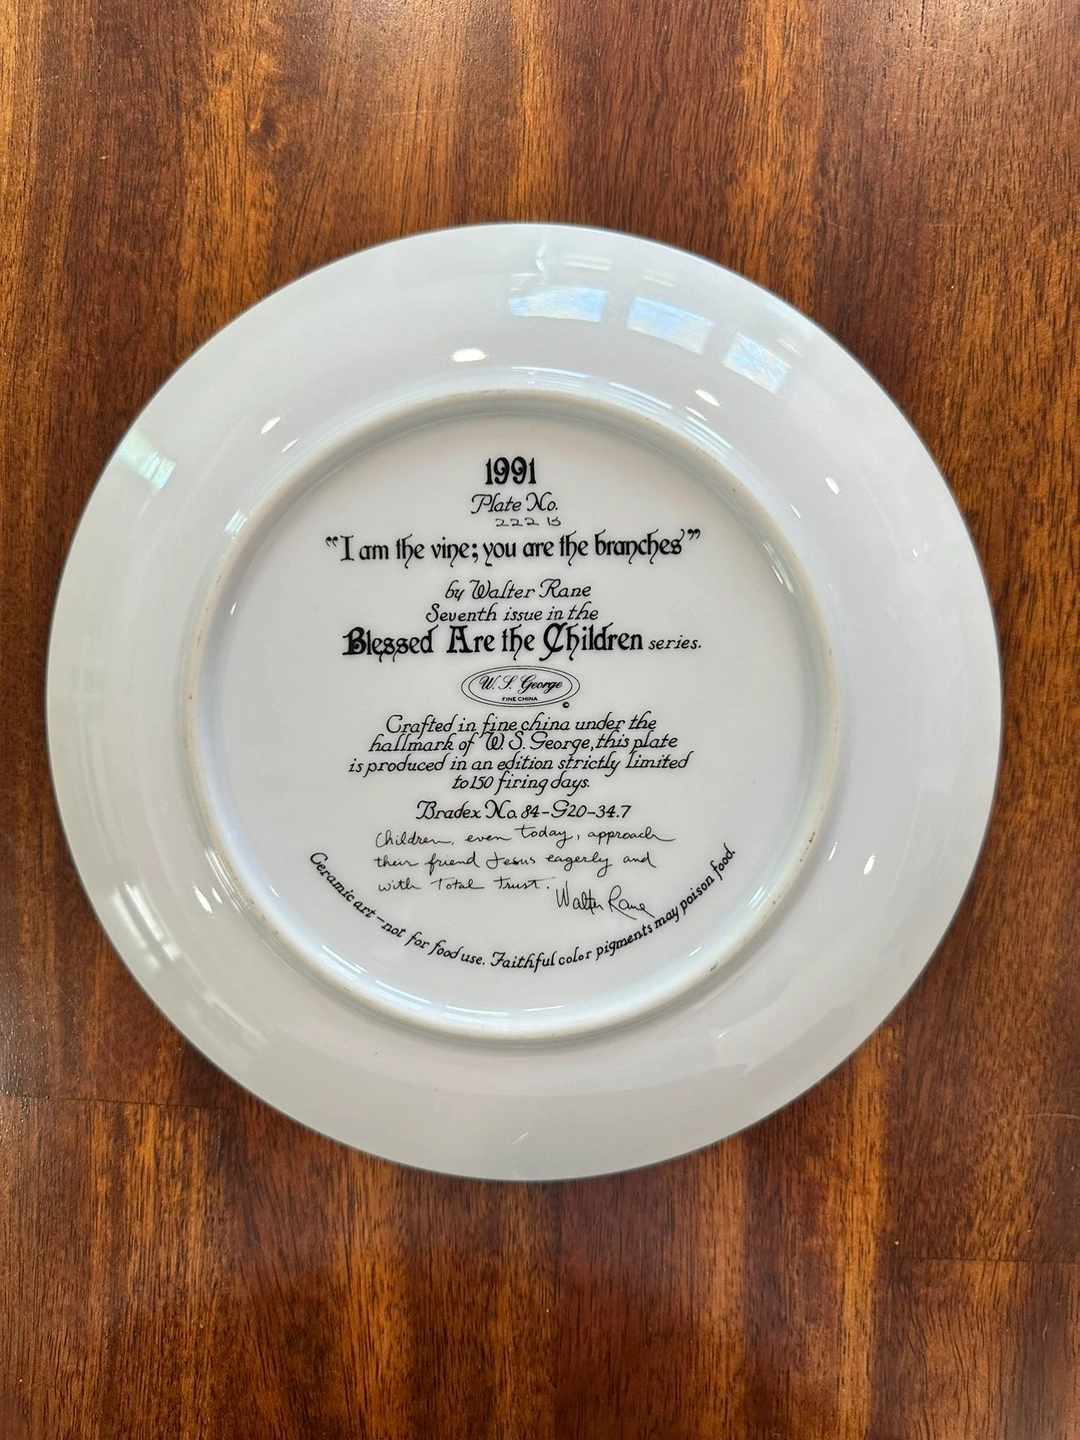 1991
Plate No.
222 B
"I am the vine; you are the branches"
by Walter Rane
Seventh issue in the
Blessed Are the Children series.
W. S. George
FINE CHINA
©
Crafted in fine china under the
hallmark of W. S. George, this plate
is produced in an edition strictly limited
to 150 firing days.
Bradex No. 84-G20-34.7
Children, even today, approach
their friend Jesus eagerly and
with Total Trust.
Walter Rane
Ceramic art-not for food use. Faithful color pigments may poison food.